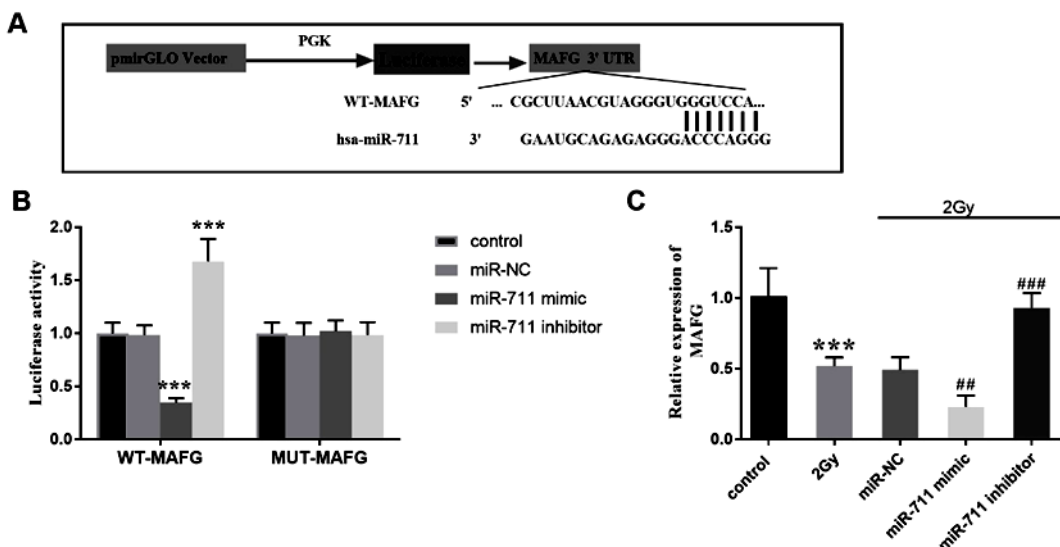 A
PGK
pmirGLO Vector
Luciferase
MAFG 3' UTR
WT-MAFG 5' ... CGCUUAACGUAGGGUGGGUCCA...
hsa-miR-711 3' GAAUGCAGAGAGGGACCCAGGG
B
Luciferase activity
2.0
1.5
1.0
0.5
0.0
***
***
WT-MAFG
MUT-MAFG
control
miR-NC
miR-711 mimic
miR-711 inhibitor
C
2Gy
Relative expression of
MAFG
1.5
1.0
0.5
0.0
***
##
###
control
2Gy
miR-NC
miR-711 mimic
miR-711 inhibitor